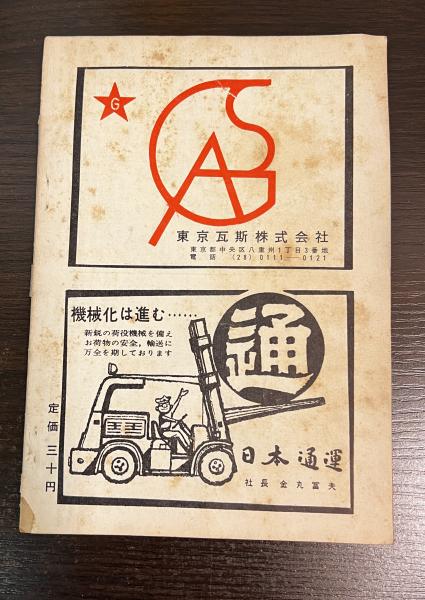 G
GAS
東京瓦斯株式会社
東京都中央区八重洲1丁目3番地
電話 (28) 0111——0121
機械化は進む……
新鋭の荷役機械を備え
お荷物の安全,輸送に
万全を期しております
通
日本通運
社長 金丸冨夫
定価 三十円